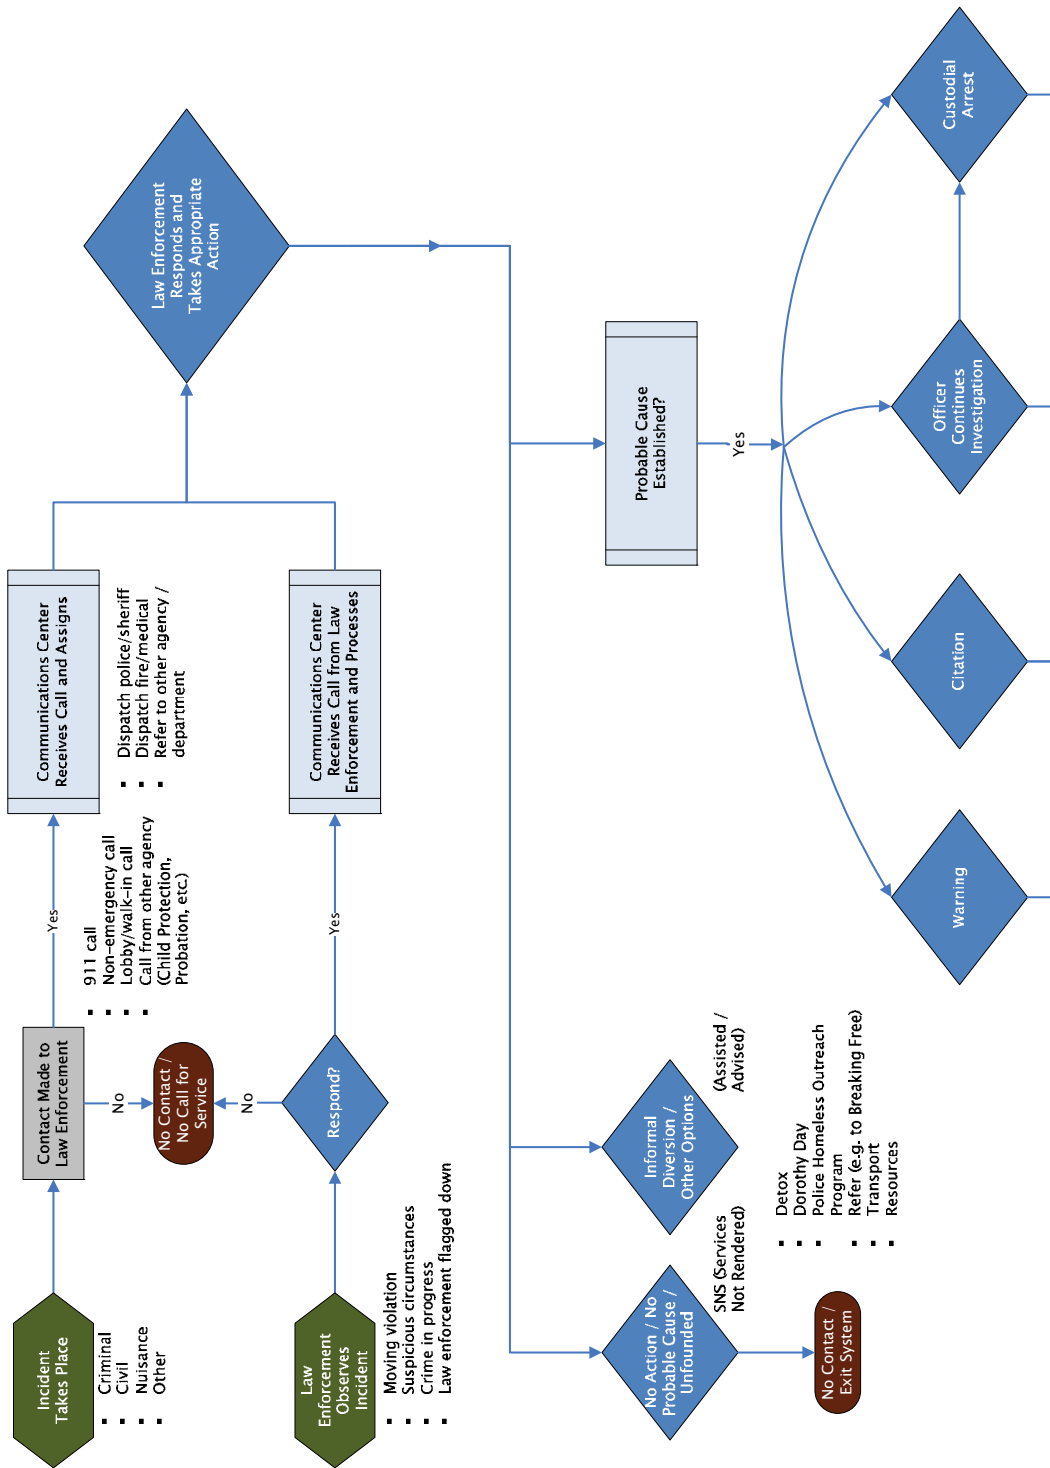 Incident
Takes Place
▪ Criminal
▪ Civil
▪ Nuisance
▪ Other
Contact Made to
Law Enforcement
Yes
▪ 911 call
▪ Non-emergency call
▪ Lobby/walk-in call
▪ Call from other agency
(Child Protection,
Probation, etc.)
No
No Contact /
No Call for
Service
No
Communications Center
Receives Call and Assigns
▪ Dispatch police/sheriff
▪ Dispatch fire/medical
▪ Refer to other agency /
department
Law
Enforcement
Observes
Incident
▪ Moving violation
▪ Suspicious circumstances
▪ Crime in progress
▪ Law enforcement flagged down
Respond?
Yes
Communications Center
Receives Call from Law
Enforcement and Processes
Law Enforcement
Responds and
Takes Appropriate
Action
No Action / No
Probable Cause /
Unfounded
SNS (Services
Not Rendered)
No Contact /
Exit System
Informal
Diversion /
Other Options
(Assisted /
Advised)
▪ Detox
▪ Dorothy Day
▪ Police Homeless Outreach
Program
▪ Refer (e.g. to Breaking Free)
▪ Transport
▪ Resources
Probable Cause
Established?
Yes
Warning
Citation
Officer
Continues
Investigation
Custodial
Arrest